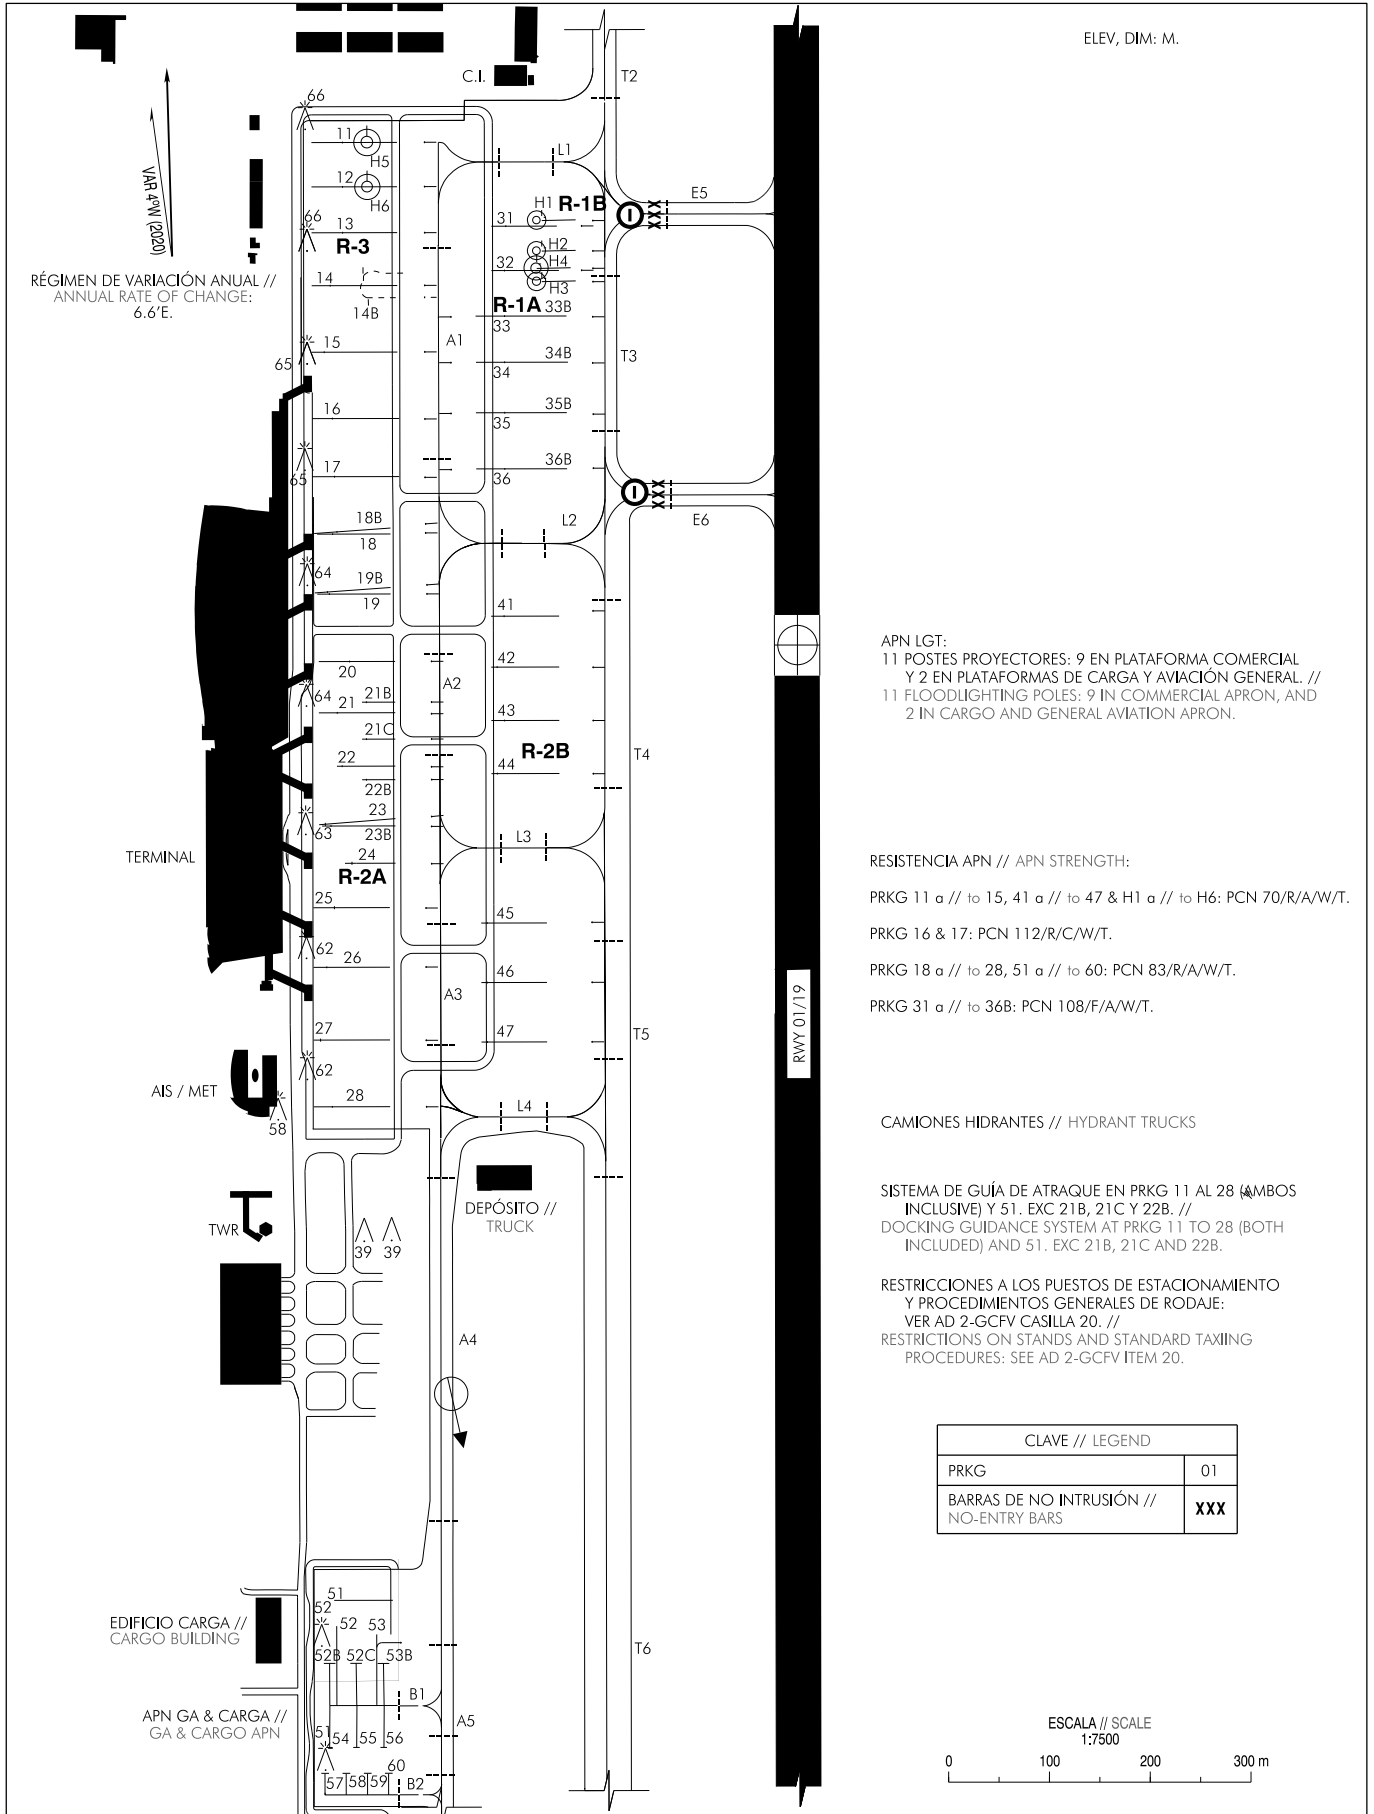 ELEV, DIM: M.
C.I.
T2
66
11
H5
L1
VAR 4ºW (2020)
12
H6
E5
H1
R-1B
66
13
31
R-3
H2
32
H4
RÉGIMEN DE VARIACIÓN ANUAL //
ANNUAL RATE OF CHANGE:
6.6'E.
14
H3
14B
R-1A
33B
33
A1
15
65
34B
T3
34
16
35B
35
17
65
36B
36
18B
L2
E6
18
64
19B
19
41
20
42
64
21B
A2
21
43
21C
R-2B
T4
22
44
22B
23
63
23B
L3
24
TERMINAL
R-2A
25
45
62
26
46
A3
27
47
T5
RWY 01/19
62
AIS / MET
28
L4
58
DEPÓSITO //
TRUCK
TWR
39
39
A4
APN LGT:
11 POSTES PROYECTORES: 9 EN PLATAFORMA COMERCIAL
Y 2 EN PLATAFORMAS DE CARGA Y AVIACIÓN GENERAL. //
11 FLOODLIGHTING POLES: 9 IN COMMERCIAL APRON, AND
2 IN CARGO AND GENERAL AVIATION APRON.
RESISTENCIA APN // APN STRENGTH:
PRKG 11 a // to 15, 41 a // to 47 & H1 a // to H6: PCN 70/R/A/W/T.
PRKG 16 & 17: PCN 112/R/C/W/T.
PRKG 18 a // to 28, 51 a // to 60: PCN 83/R/A/W/T.
PRKG 31 a // to 36B: PCN 108/F/A/W/T.
CAMIONES HIDRANTES // HYDRANT TRUCKS
SISTEMA DE GUÍA DE ATRAQUE EN PRKG 11 AL 28 (AMBOS
INCLUSIVE) Y 51. EXC 21B, 21C Y 22B. //
DOCKING GUIDANCE SYSTEM AT PRKG 11 TO 28 (BOTH
INCLUDED) AND 51. EXC 21B, 21C AND 22B.
RESTRICCIONES A LOS PUESTOS DE ESTACIONAMIENTO
Y PROCEDIMIENTOS GENERALES DE RODAJE:
VER AD 2-GCFV CASILLA 20. //
RESTRICTIONS ON STANDS AND STANDARD TAXIING
PROCEDURES: SEE AD 2-GCFV ITEM 20.
CLAVE // LEGEND
PRKG 01
BARRAS DE NO INTRUSIÓN // XXX
NO-ENTRY BARS
51
52
52
53
EDIFICIO CARGA //
CARGO BUILDING
52B 52C 53B
T6
B1
APN GA & CARGA //
GA & CARGO APN
A5
51
54 55 56
60
57 58 59
B2
ESCALA // SCALE
1:7500
0 100 200 300 m